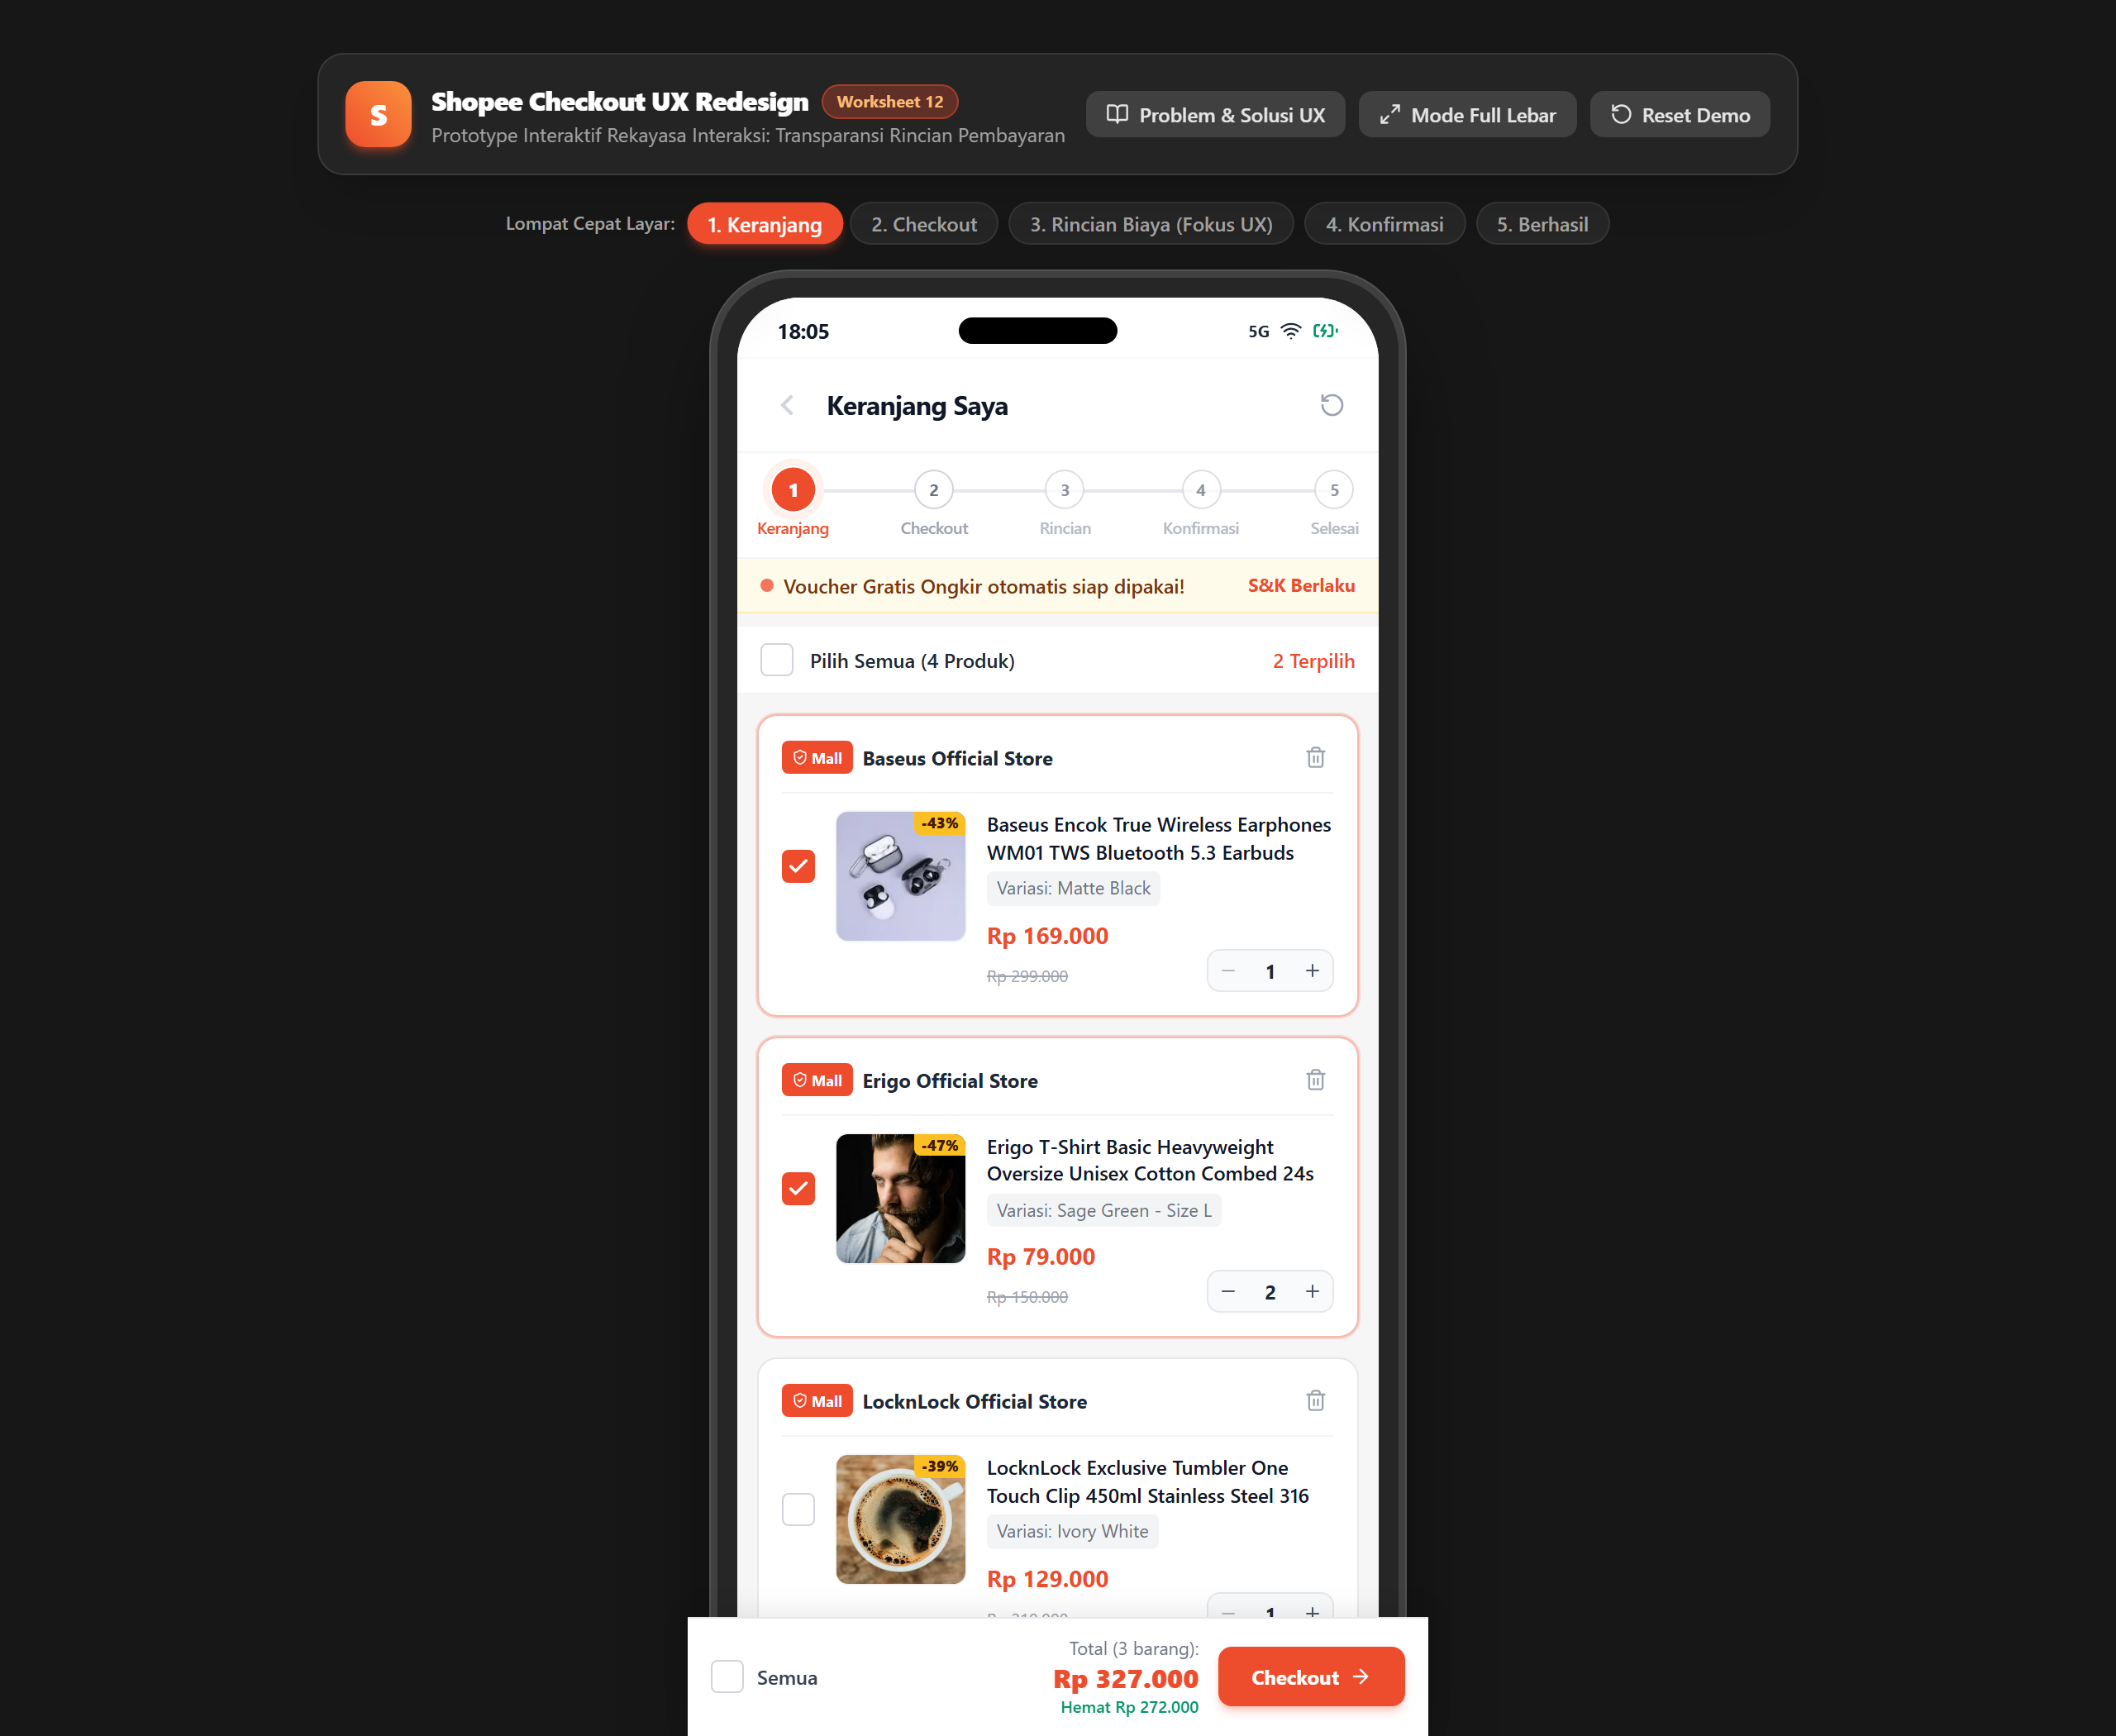 S
Shopee Checkout UX Redesign
Worksheet 12
Prototype Interaktif Rekayasa Interaksi: Transparansi Rincian Pembayaran
Problem & Solusi UX
Mode Full Lebar
Reset Demo
Lompat Cepat Layar:
1. Keranjang
2. Checkout
3. Rincian Biaya (Fokus UX)
4. Konfirmasi
5. Berhasil
18:05
5G
Keranjang Saya
1
2
3
4
5
Keranjang
Checkout
Rincian
Konfirmasi
Selesai
Voucher Gratis Ongkir otomatis siap dipakai!
S&K Berlaku
Pilih Semua (4 Produk)
2 Terpilih
Mall
Baseus Official Store
-43%
Baseus Encok True Wireless Earphones
WM01 TWS Bluetooth 5.3 Earbuds
Variasi: Matte Black
Rp 169.000
Rp 299.000
1
Mall
Erigo Official Store
-47%
Erigo T-Shirt Basic Heavyweight
Oversize Unisex Cotton Combed 24s
Variasi: Sage Green - Size L
Rp 79.000
Rp 150.000
2
Mall
LocknLock Official Store
-39%
LocknLock Exclusive Tumbler One
Touch Clip 450ml Stainless Steel 316
Variasi: Ivory White
Rp 129.000
1
Semua
Total (3 barang):
Rp 327.000
Hemat Rp 272.000
Checkout